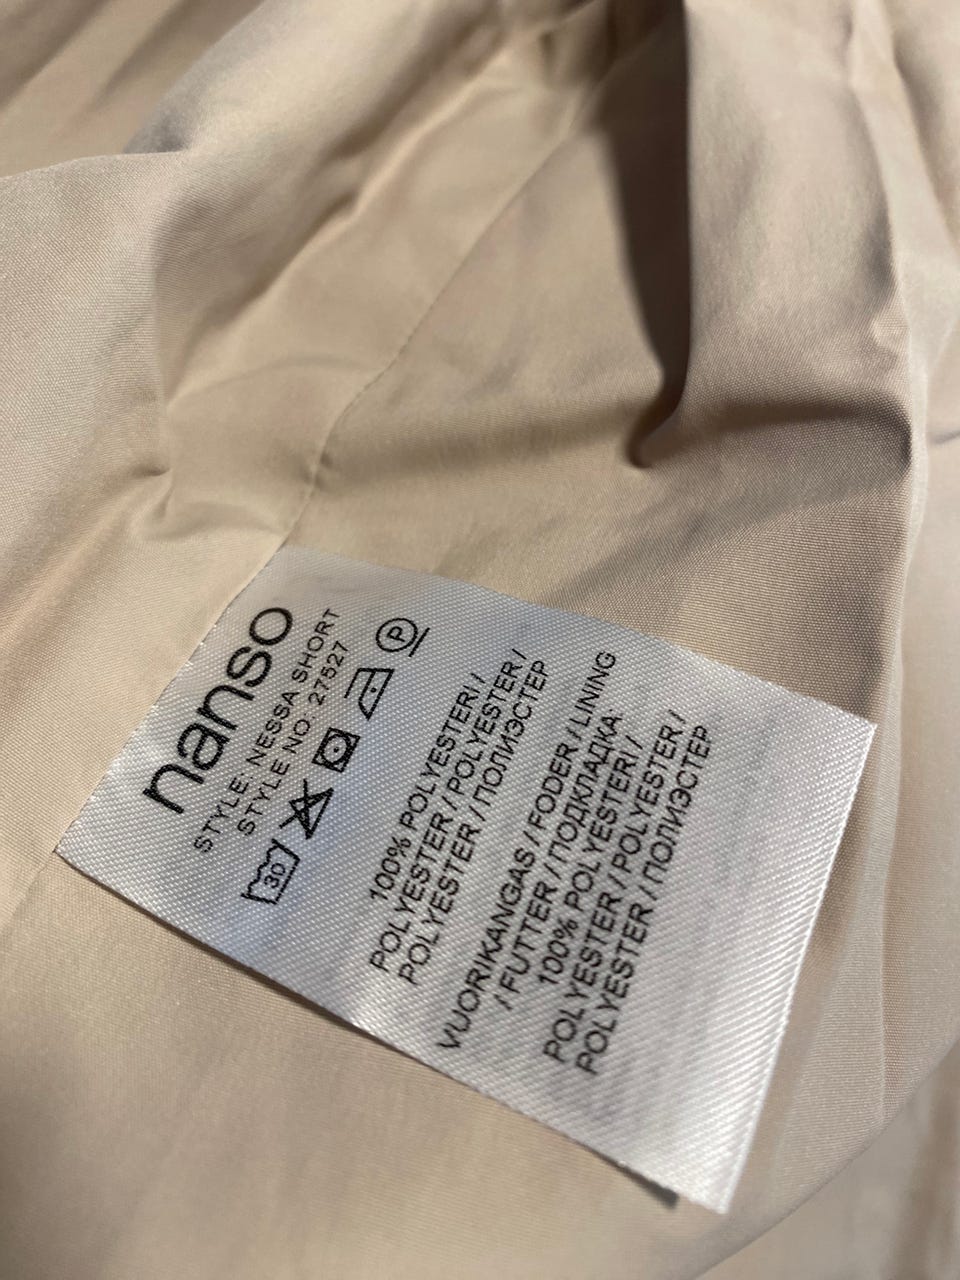 nanso
STYLE: NESSA SHORT
STYLE NO. 27527
30
P
100% POLYESTERI /
POLYESTER / POLYESTER /
POLYESTER / ПОЛИЭСТЕР
VUORIKANGAS / FODER / LINING
/ FUTTER / ПОДКЛАДКА:
100% POLYESTERI /
POLYESTER / POLYESTER /
POLYESTER / ПОЛИЭСТЕР